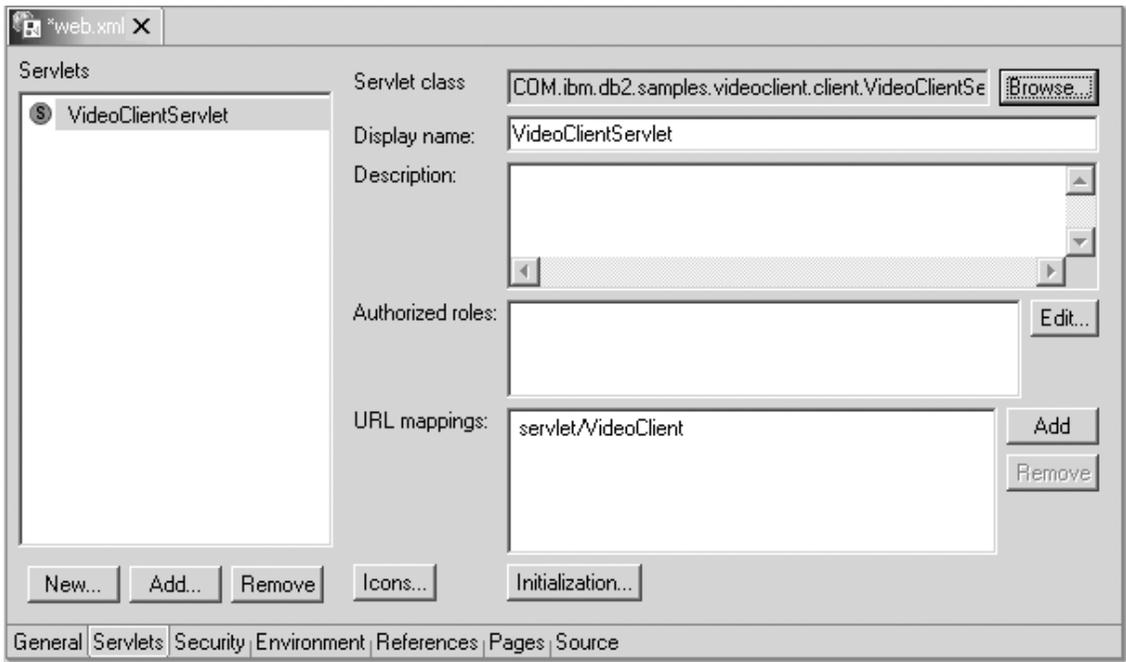 *web.xml
Servlets
VideoClientServlet
New... Add... Remove
Servlet class COM.ibm.db2.samples.videoclient.client.VideoClientSe Browse...
Display name: VideoClientServlet
Description:
Authorized roles: Edit...
URL mappings: servlet/VideoClient Add
Remove
Icons... Initialization...
General Servlets Security Environment References Pages Source